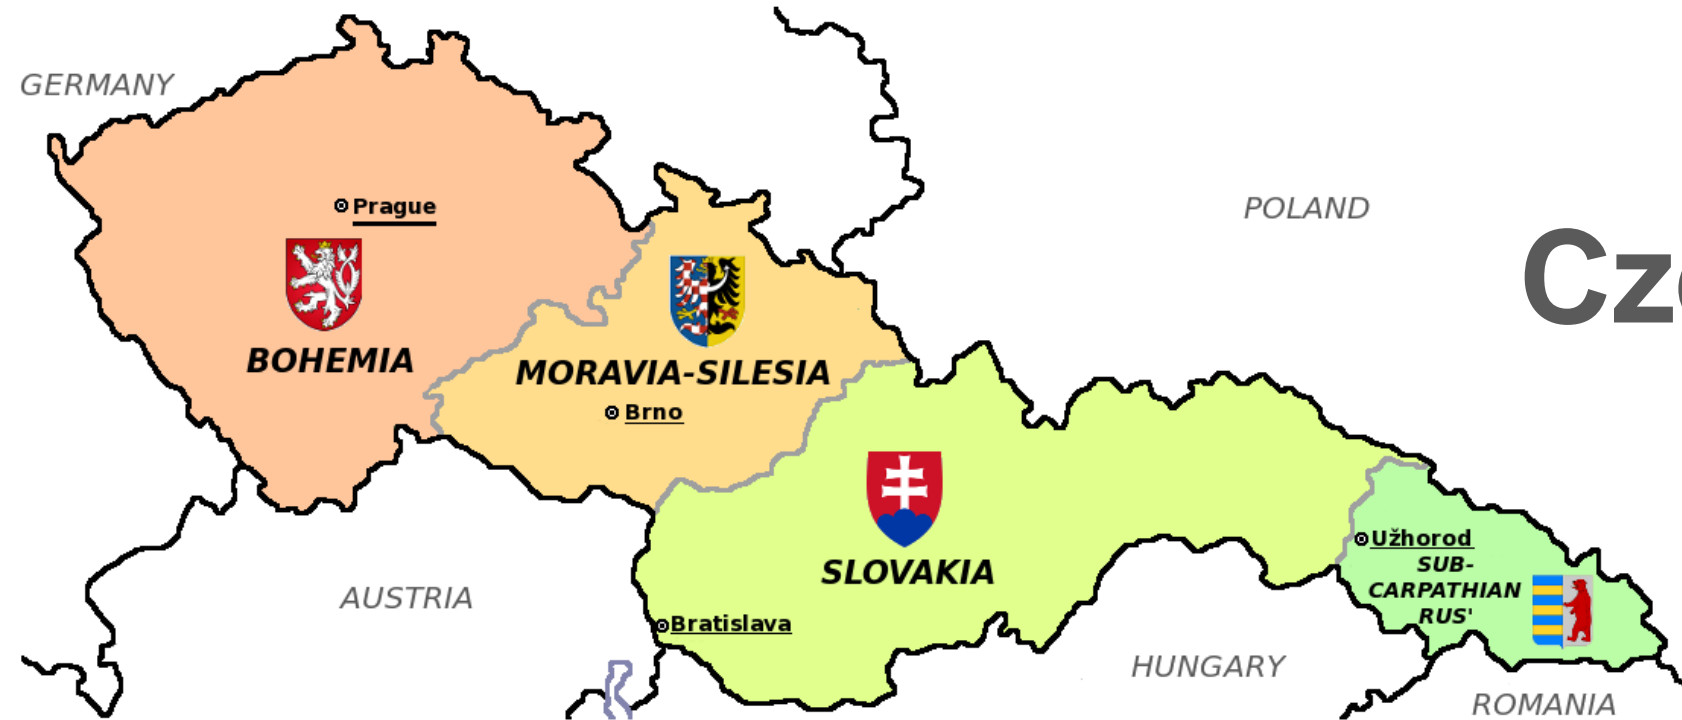 GERMANY
POLAND
Prague
BOHEMIA
MORAVIA-SILESIA
Brno
SLOVAKIA
Bratislava
Užhorod
SUB-
CARPATHIAN
RUS'
AUSTRIA
HUNGARY
ROMANIA